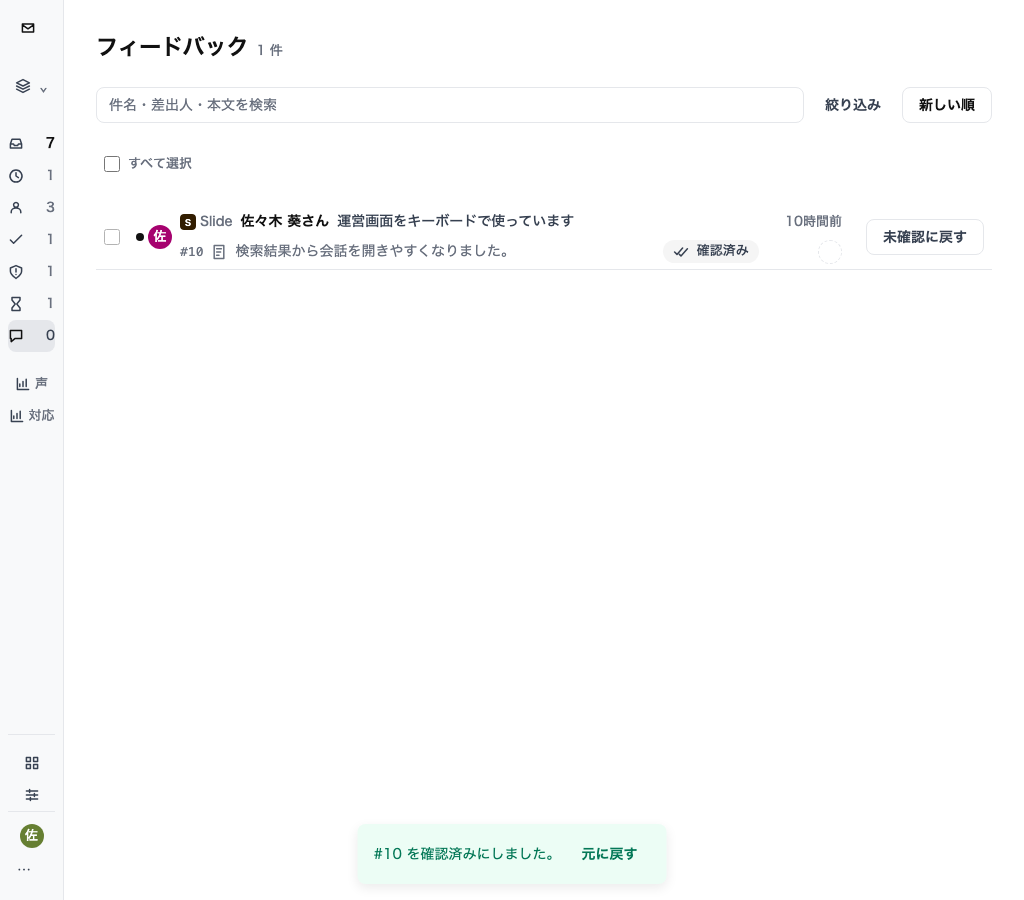 フィードバック 1 件
件名・差出人・本文を検索
絞り込み
新しい順
7
1
3
1
1
1
0
声
対応
すべて選択
佐
s Slide 佐々木 葵さん 運営画面をキーボードで使っています
10時間前
#10 検索結果から会話を開きやすくなりました。
確認済み
未確認に戻す
佐
…
#10 を確認済みにしました。 元に戻す